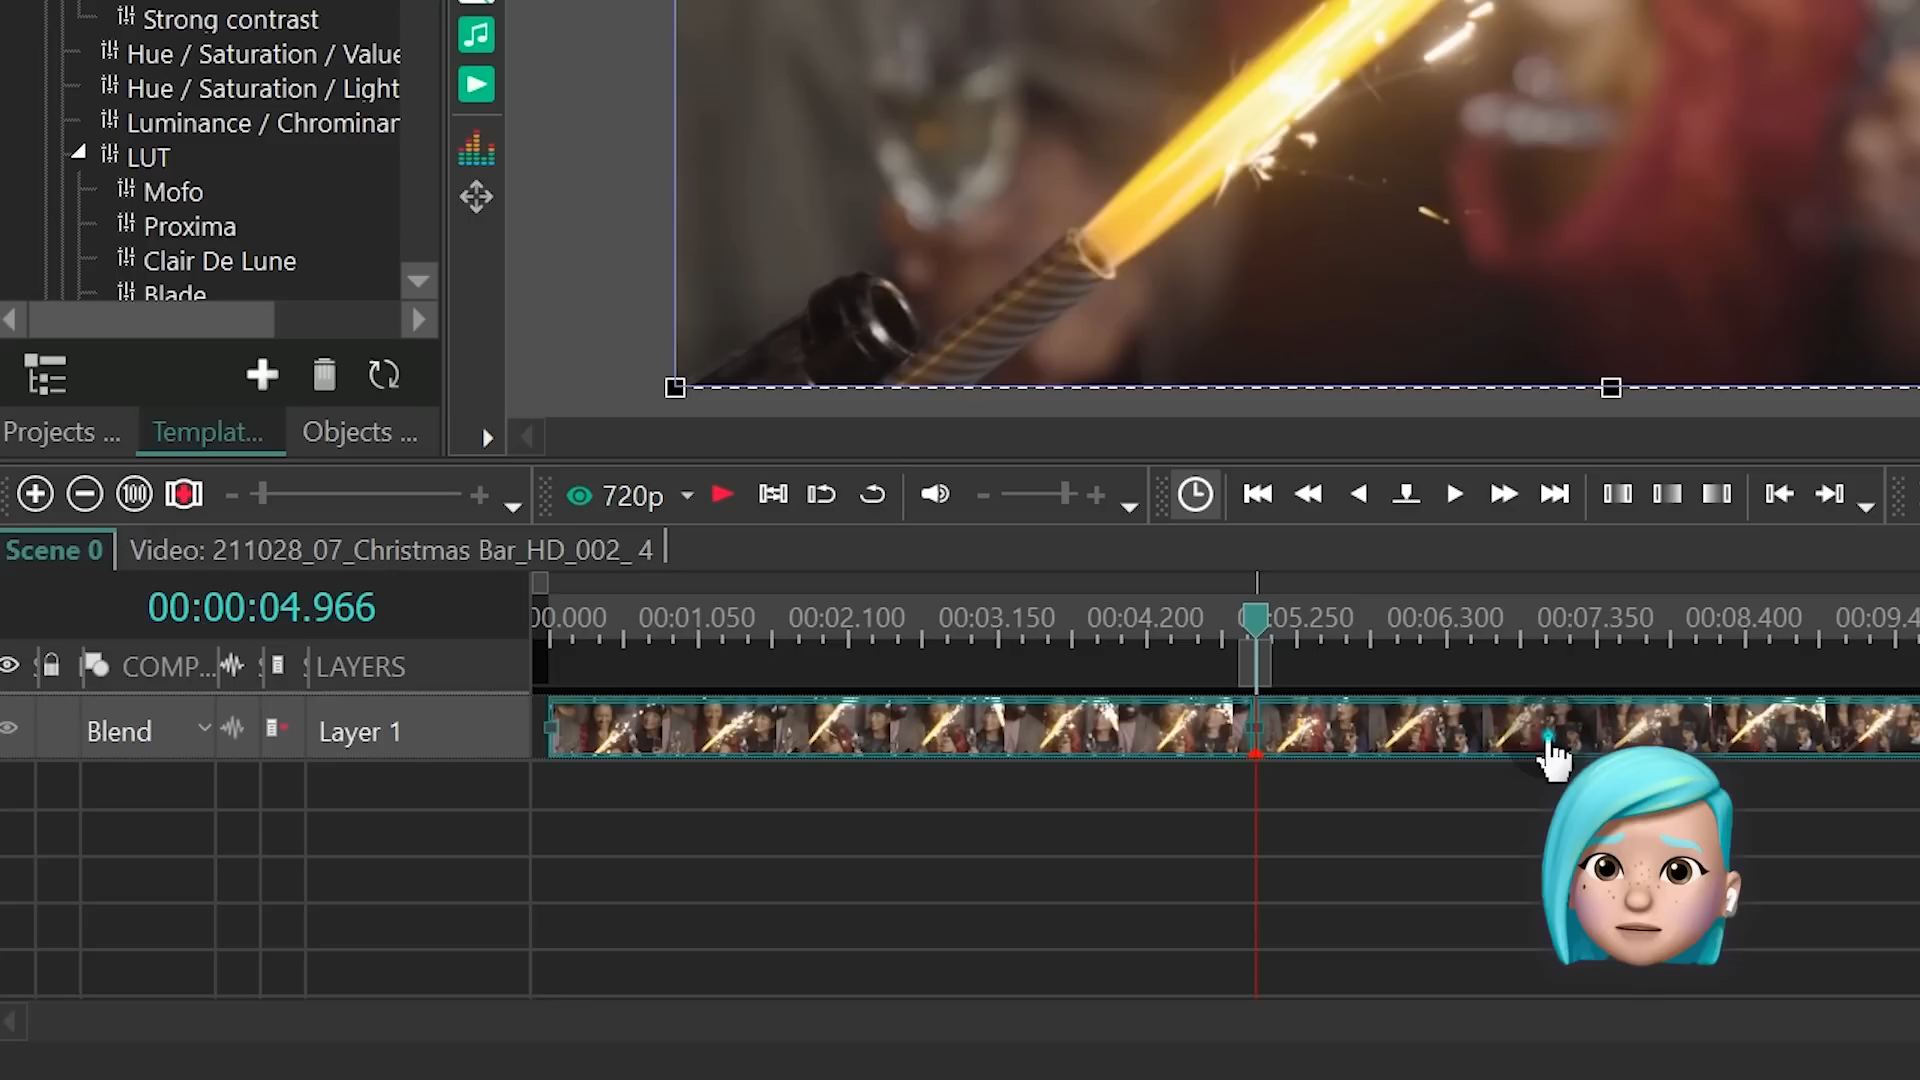 Strong contrast
Hue / Saturation / Value
Hue / Saturation / Light
Luminance / Chrominar
LUT
Mofo
Proxima
Clair De Lune
Blade
Projects ...
Templat...
Objects ...
100
720p
Scene 0
Video: 211028_07_Christmas Bar_HD_002_ 4
00:00:04.966
00.000
00:01.050
00:02.100
00:03.150
00:04.200
05.250
00:06.300
00:07.350
00:08.400
00:09.4
COMP...
LAYERS
Blend
Layer 1